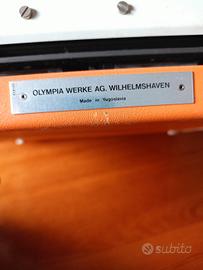 OLYMPIA WERKE AG. WILHELMSHAVEN
Made in Yugoslavia
subito